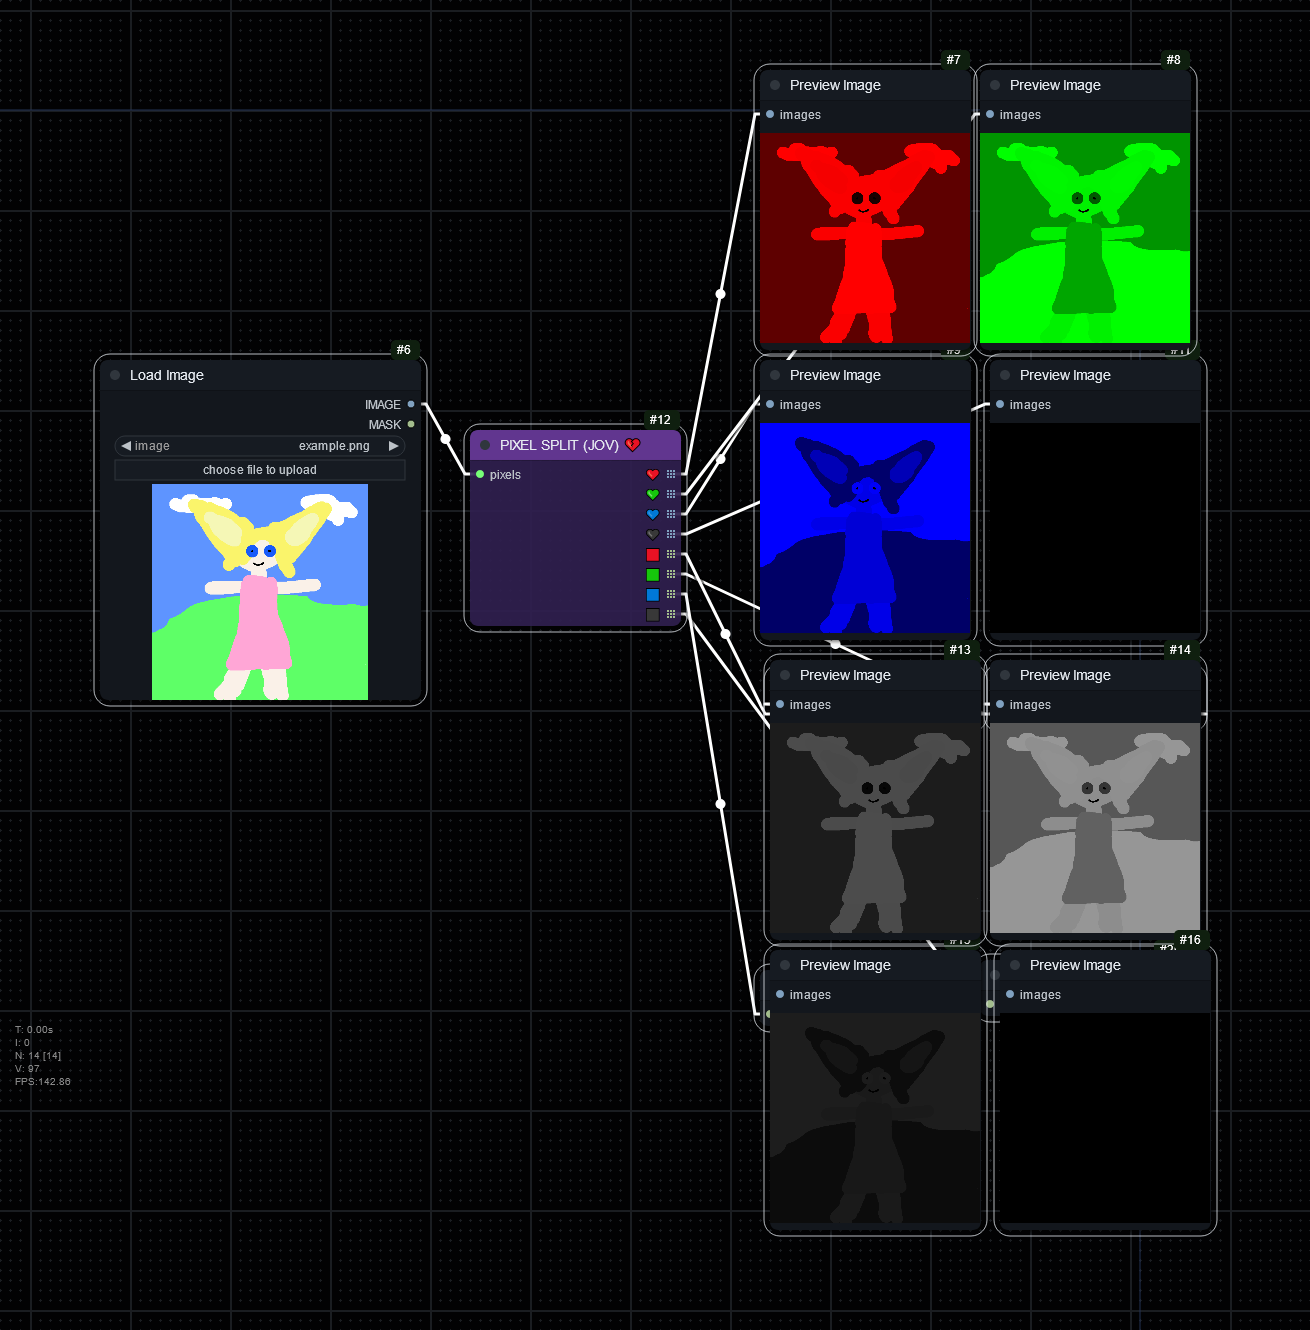 #7
#8
Preview Image
Preview Image
images
images
#6
Load Image
IMAGE
MASK
image
example.png
choose file to upload
#12
PIXEL SPLIT (JOV)
pixels
Preview Image
Preview Image
images
images
#13
#14
Preview Image
Preview Image
images
images
#16
Preview Image
Preview Image
images
images
T: 0.00s
I: 0
N: 14 [14]
V: 97
FPS:142.86